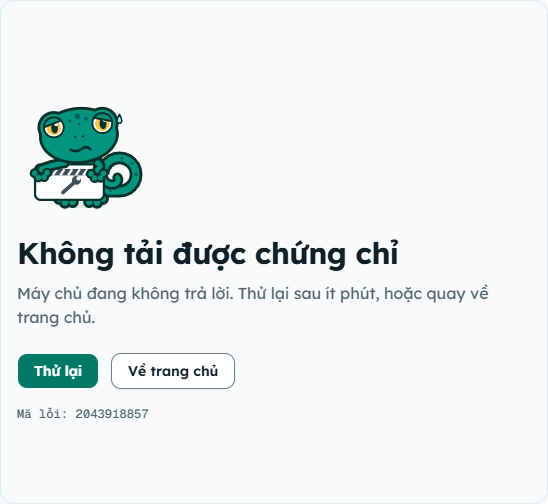 Không tải được chứng chỉ
Máy chủ đang không trả lời. Thử lại sau ít phút, hoặc quay về
trang chủ.
Thử lại
Về trang chủ
Mã lỗi: 2043918857